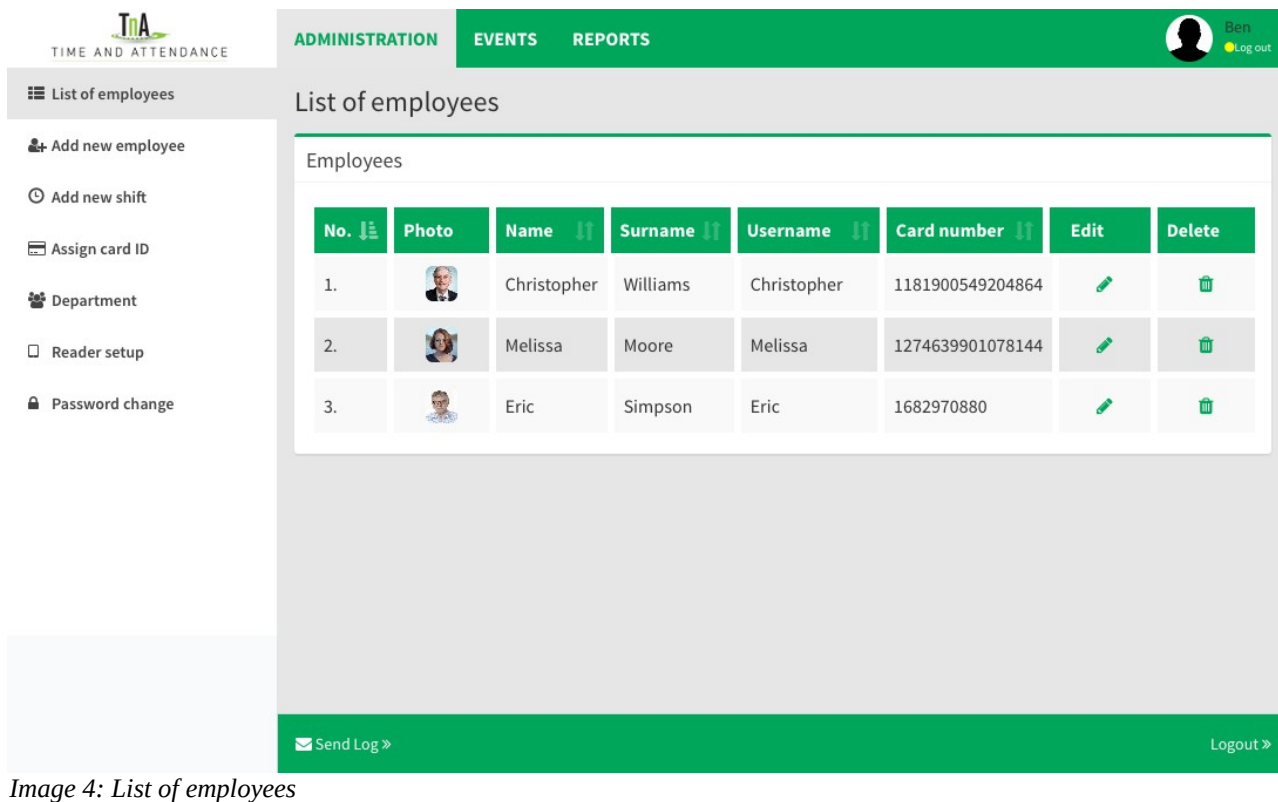 TnA
TIME AND ATTENDANCE
ADMINISTRATION EVENTS REPORTS
Ben
Log out
List of employees
Add new employee
Add new shift
Assign card ID
Department
Reader setup
Password change
List of employees
Employees
No. Photo Name Surname Username Card number Edit Delete
1. Christopher Williams Christopher 1181900549204864
2. Melissa Moore Melissa 1274639901078144
3. Eric Simpson Eric 1682970880
Send Log » Logout »
Image 4: List of employees